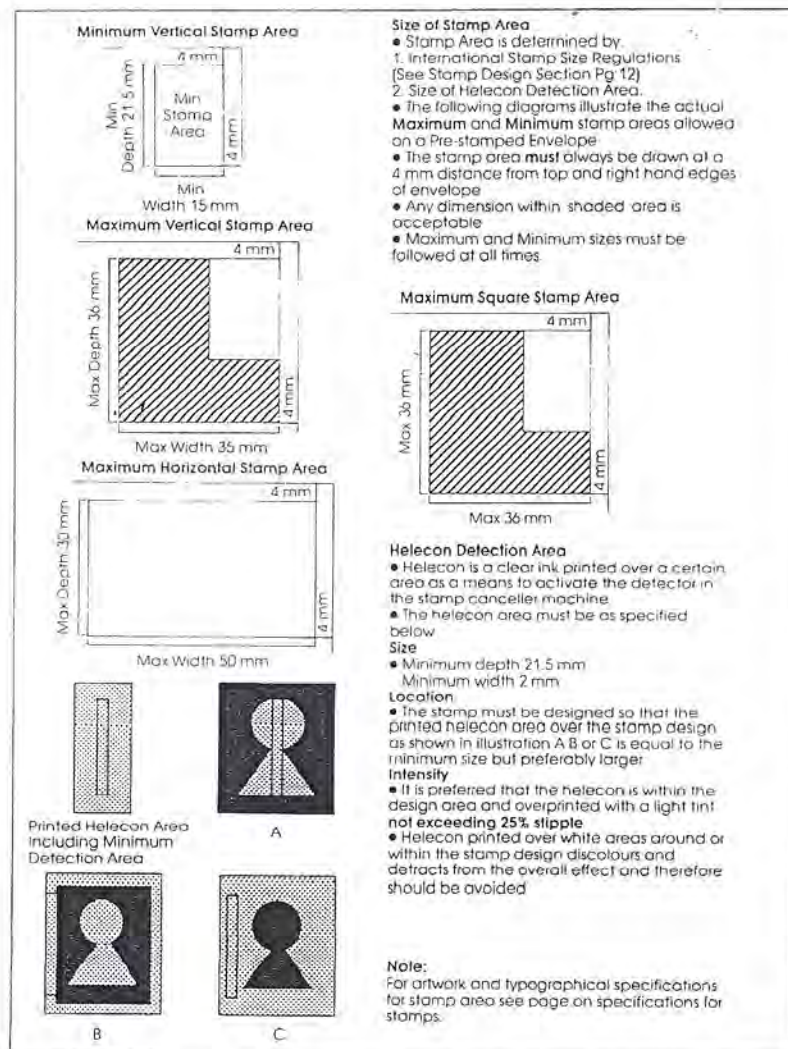 Minimum Vertical Stamp Area
4 mm
Min
Depth 21.5 mm
Min
Stamp
Area
4 mm
Min
Width 15 mm
Maximum Vertical Stamp Area
4 mm
Max Depth 36 mm
4 mm
Max Width 35 mm
Maximum Horizontal Stamp Area
4 mm
Max Depth 30 mm
4 mm
Max Width 50 mm
Printed Helecon Area
Including Minimum
Detection Area
A
B
C
Size of Stamp Area
• Stamp Area is determined by
1. International Stamp Size Regulations
(See Stamp Design Section Pg 12)
2. Size of Helecon Detection Area.
• The following diagrams illustrate the actual
Maximum and Minimum stamp areas allowed
on a Pre-stamped Envelope
• The stamp area must always be drawn at a
4 mm distance from top and right hand edges
of envelope
• Any dimension within shaded area is
acceptable
• Maximum and Minimum sizes must be
followed at all times
Maximum Square Stamp Area
4 mm
Max 36 mm
4 mm
Max 36 mm
Helecon Detection Area
• Helecon is a clear ink printed over a certain
area as a means to activate the detector in
the stamp canceller machine
• The helecon area must be as specified
below
Size
• Minimum depth 21.5 mm
Minimum width 2 mm
Location
• The stamp must be designed so that the
printed helecon area over the stamp design
as shown in illustration A B or C is equal to the
minimum size but preferably larger
Intensity
• It is preferred that the helecon is within the
design area and overprinted with a light tint
not exceeding 25% stipple
• Helecon printed over white areas around or
within the stamp design discolours and
detracts from the overall effect and therefore
should be avoided
Note:
For artwork and typographical specifications
for stamp area see page on specifications for
stamps.